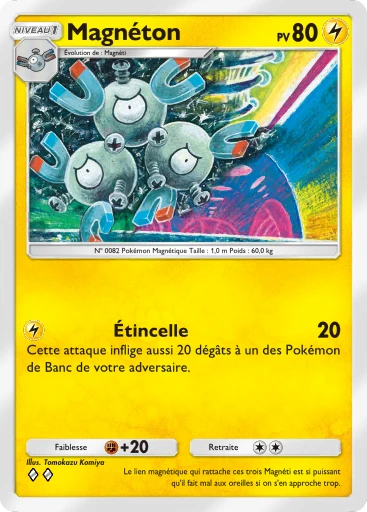 NIVEAU 1
Magnéton
PV 80
Évolution de : Magnéti
N° 0082 Pokémon Magnétique Taille : 1,0 m Poids : 60,0 kg
Étincelle 20
Cette attaque inflige aussi 20 dégâts à un des Pokémon
de Banc de votre adversaire.
Faiblesse +20 Retraite
Illus. Tomokazu Komiya
Le lien magnétique qui rattache ces trois Magnéti est si puissant
qu'il fait mal aux oreilles si on s'en approche trop.